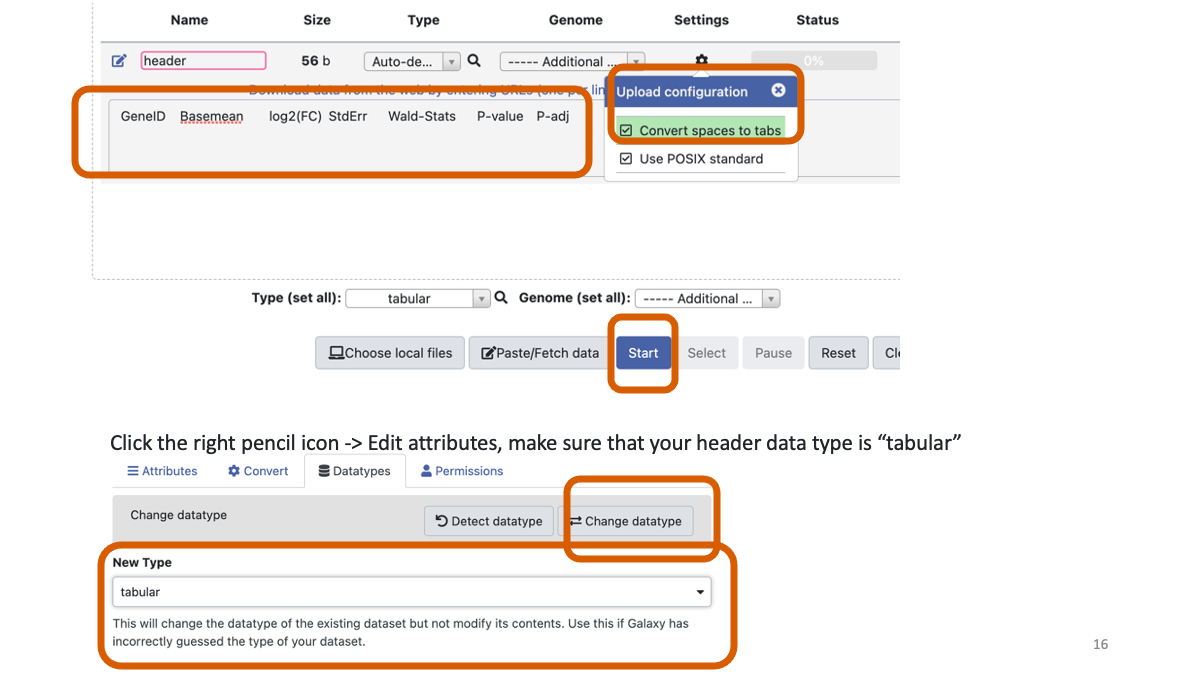 Name Size Type Genome Settings Status
header 56 b Auto-de... ----- Additional ... 0%
Download data from the web by entering URLs (one per lin
Upload configuration
GeneID Basemean log2(FC) StdErr Wald-Stats P-value P-adj
Convert spaces to tabs
Use POSIX standard
Type (set all): tabular Genome (set all): ----- Additional ...
Choose local files Paste/Fetch data Start Select Pause Reset Clo
Click the right pencil icon -> Edit attributes, make sure that your header data type is “tabular”
Attributes Convert Datatypes Permissions
Change datatype Detect datatype Change datatype
New Type
tabular
This will change the datatype of the existing dataset but not modify its contents. Use this if Galaxy has
incorrectly guessed the type of your dataset.
16